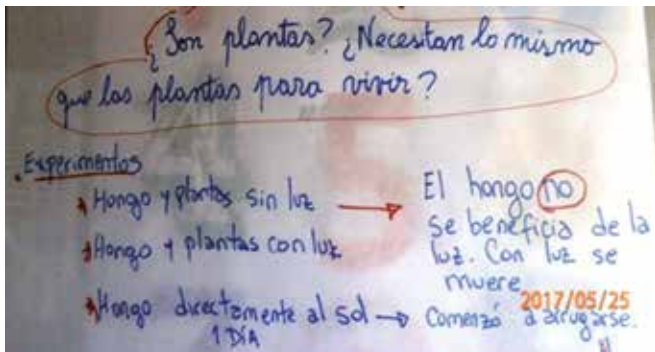 ¿Son plantas? ¿Necesitan lo mismo
que las plantas para vivir?
Experimentos
Hongo y plantas sin luz →
Hongo y plantas con luz
El hongo no
se beneficia de la
luz. Con luz se
muere
Hongo directamente al sol → Comenzó a arrugarse.
1 DÍA
2017/05/25